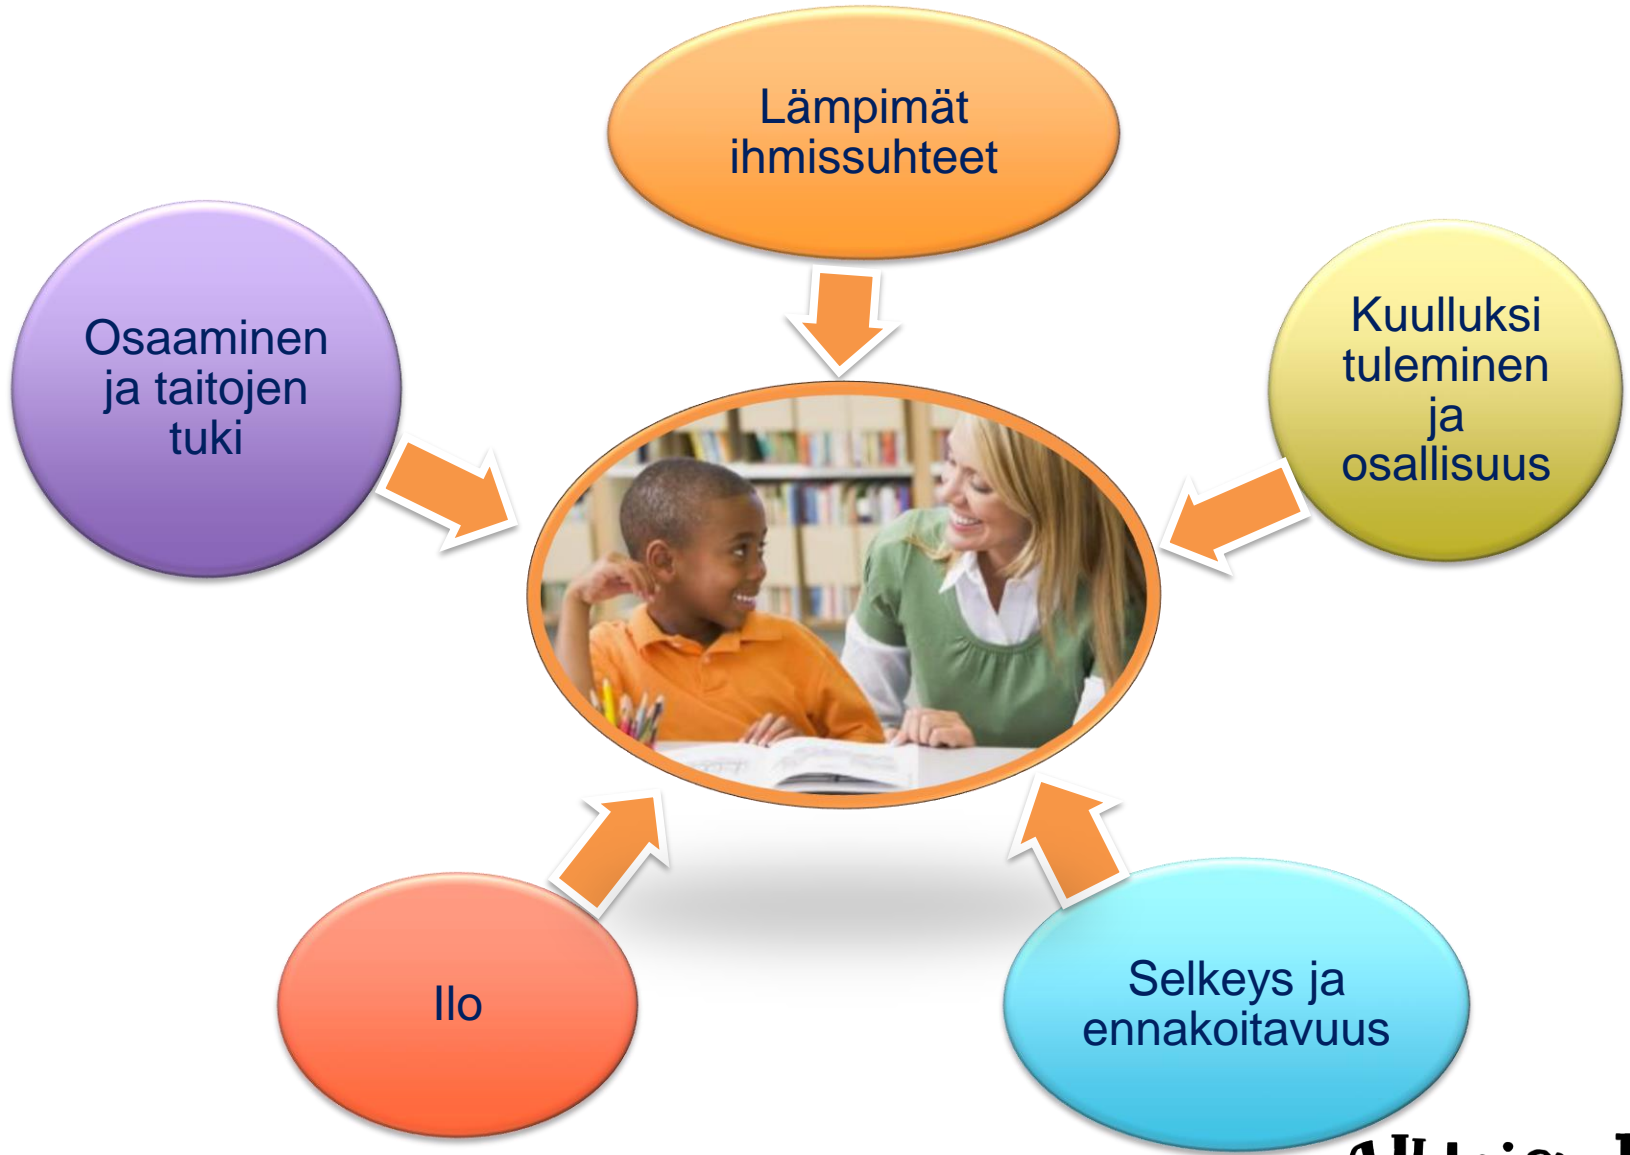 Lämpimät
ihmissuhteet
Osaaminen
ja taitojen
tuki
Kuulluksi
tuleminen
ja
osallisuus
Ilo
Selkeys ja
ennakoitavuus